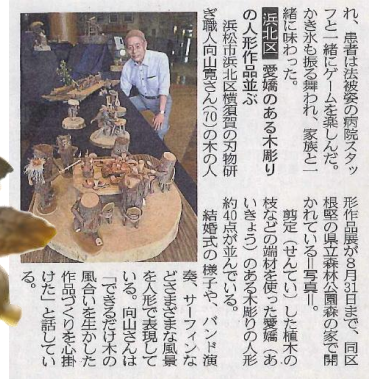 れ、患者は法被姿の病院スタッ
フと一緒にゲームを楽しんだ。
かき氷も振る舞われ、家族と一
緒に味わった。
浜北区 愛嬌のある木彫り
の人形作品並ぶ
浜松市浜北区横須賀の刃物研
ぎ職人向山寛さん(70)の木の人
形作品展が8月31日まで、同区
根堅の県立森林公園森の家で開
かれている=写真=。
剪定(せんてい)した植木の
枝などの端材を使った愛嬌(あ
いきょう)のある木彫りの人形
約40点が並んでいる。
結婚式の様子や、バンド演
奏、サーフィンな
どさまざまな風景
を人形で表現して
いる。向山さんは
「できるだけ木の
風合いを生かした
作品づくりを心掛
けた」と話してい
る。